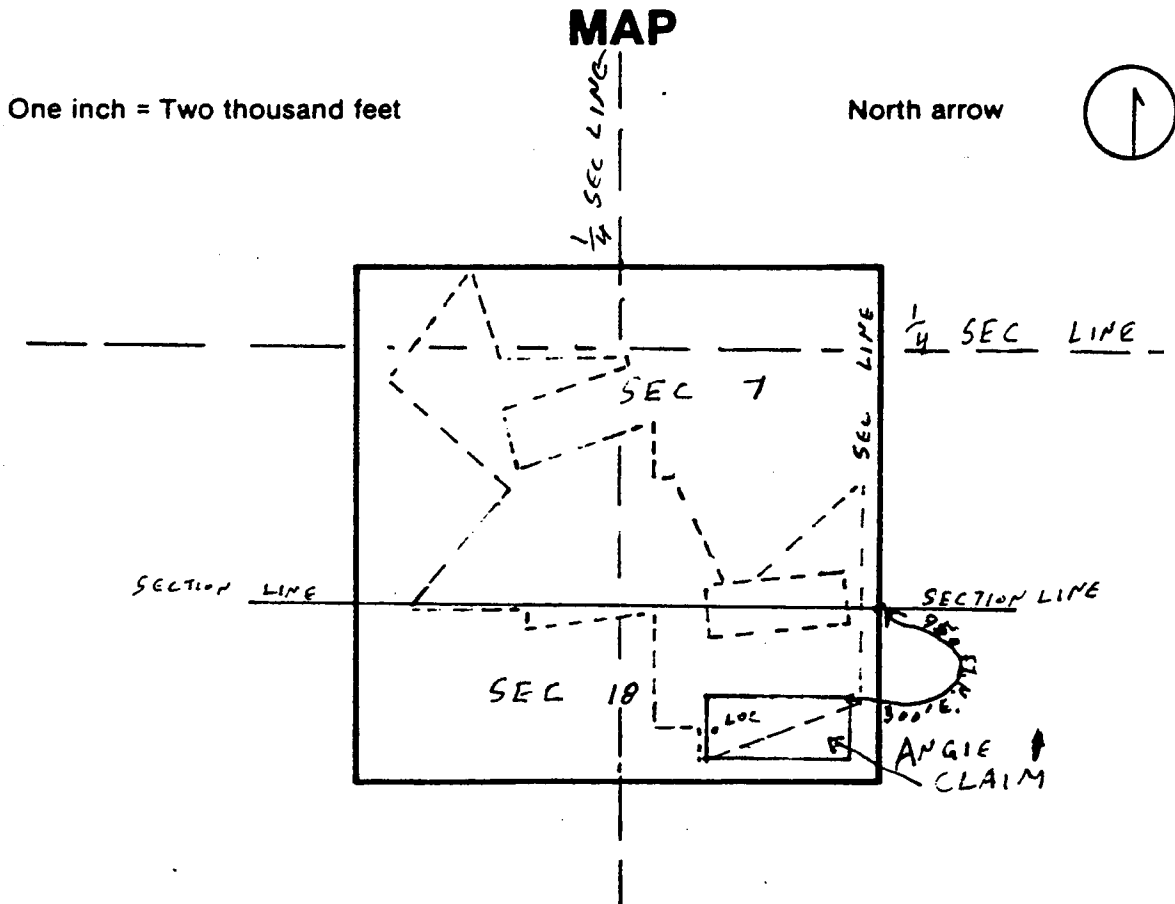 MAP
One inch = Two thousand feet
North arrow
1/4 SEC LINE
1/4 SEC LINE
SEC LINE
SEC 7
SECTION LINE
SECTION LINE
SEC 18
LOC
300' E.
ANGIE
CLAIM